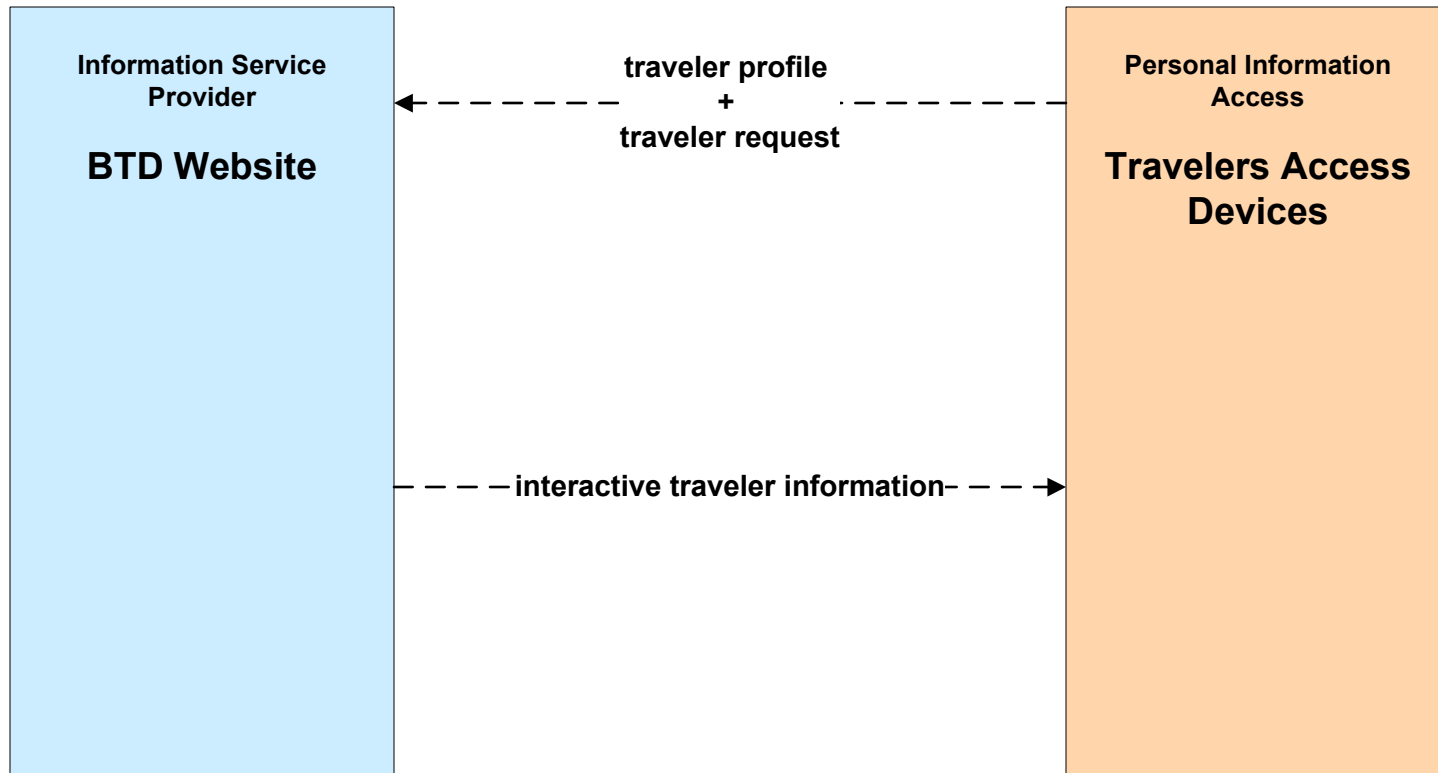 Information Service
Provider
BTD Website
traveler profile
+
traveler request
Personal Information
Access
Travelers Access
Devices
interactive traveler information